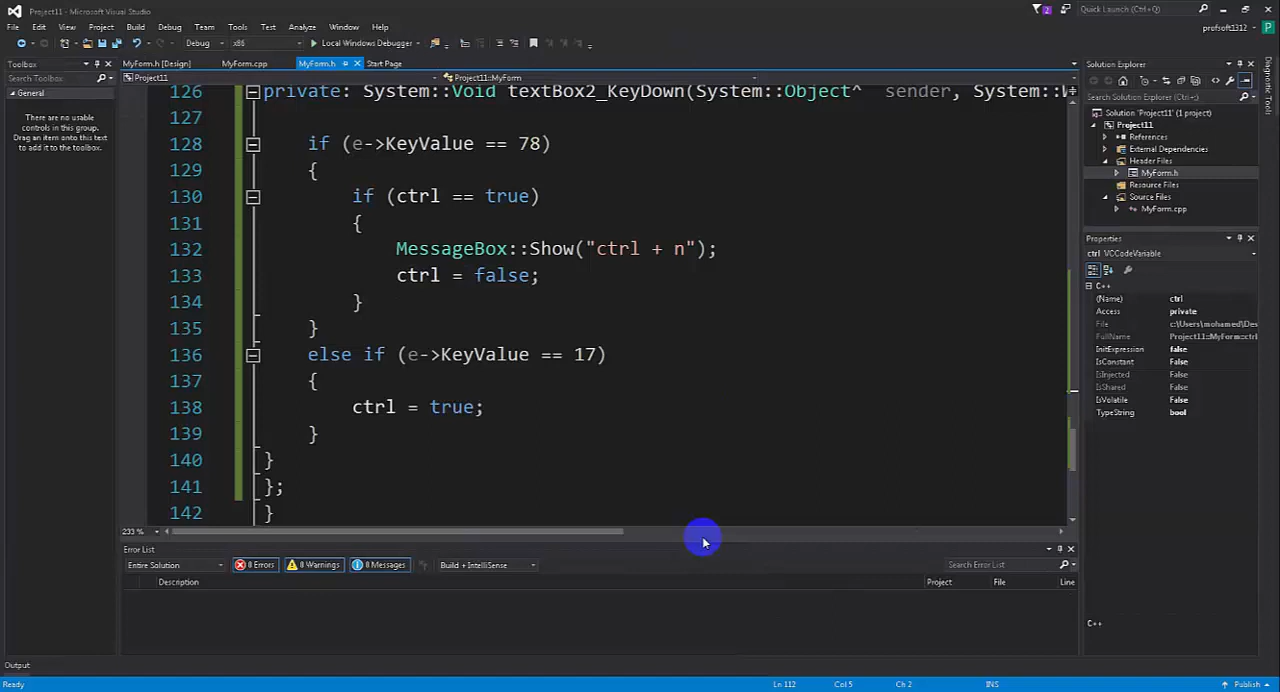 Project11 - Microsoft Visual Studio
2
Quick Launch (Ctrl+Q)
File Edit View Project Build Debug Team Tools Test Analyze Window Help
profsoft1312
P
Debug x86 Local Windows Debugger
Toolbox
Search Toolbox
General
There are no usable
controls in this group.
Drag an item onto this text
to add it to the toolbox.
MyForm.h [Design] MyForm.cpp MyForm.h Start Page
Project11 Project11::MyForm
126 private: System::Void textBox2_KeyDown(System::Object^ sender, System::W
127
128 if (e->KeyValue == 78)
129 {
130 if (ctrl == true)
131 {
132 MessageBox::Show("ctrl + n");
133 ctrl = false;
134 }
135 }
136 else if (e->KeyValue == 17)
137 {
138 ctrl = true;
139 }
140 }
141 };
142 }
233 %
Error List
Entire Solution 0 Errors 0 Warnings 0 Messages Build + IntelliSense Search Error List
Description Project File Line
Solution Explorer
Search Solution Explorer (Ctrl+;)
Solution 'Project11' (1 project)
Project11
References
External Dependencies
Header Files
MyForm.h
Resource Files
Source Files
MyForm.cpp
Properties
ctrl VCCodeVariable
C++
(Name) ctrl
Access private
File c:\Users\mohamed\Des
FullName Project11::MyForm::ctrl
InitExpression false
IsConstant False
IsInjected False
IsShared False
IsVolatile False
TypeString bool
C++
Diagnostic Tools
Output
Ready Ln 112 Col 5 Ch 2 INS Publish